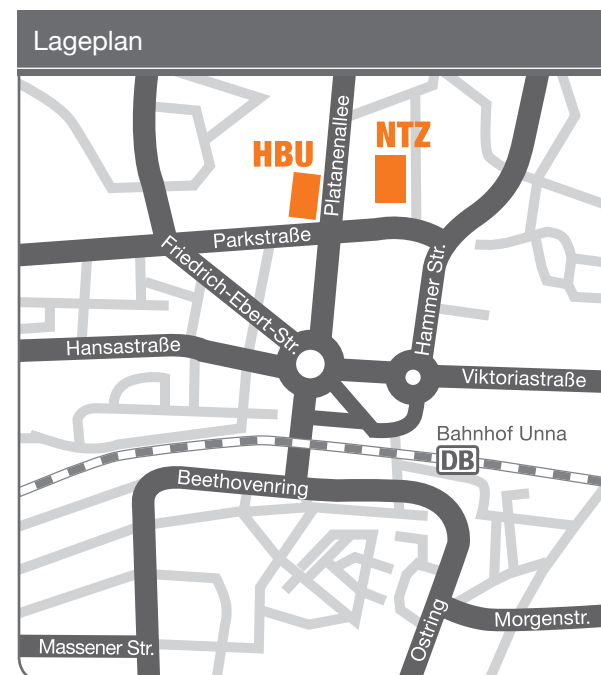 Lageplan
Platanenallee
NTZ
HBU
Parkstraße
Friedrich-Ebert-Str.
Hammer Str.
Hansastraße
Viktoriastraße
Bahnhof Unna
DB
Beethovenring
Ostring
Morgenstr.
Massener Str.